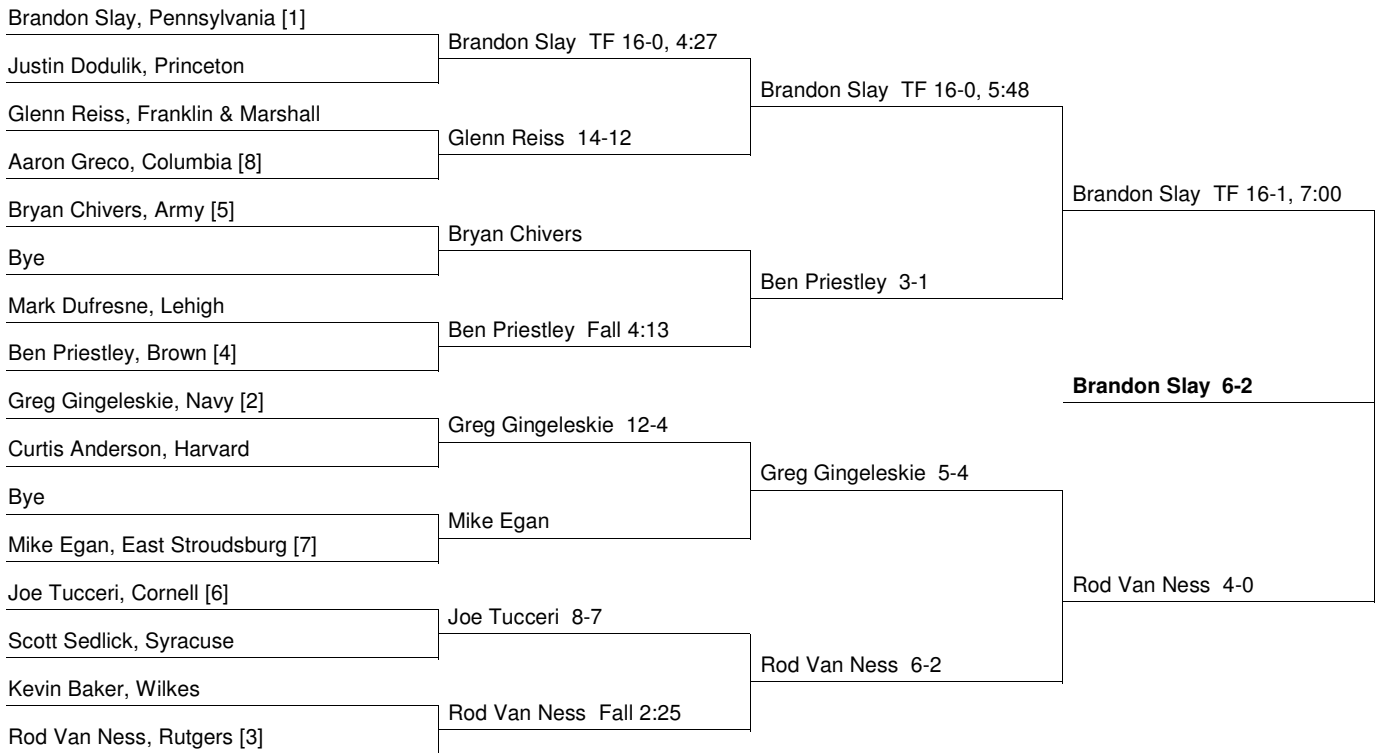 Brandon Slay, Pennsylvania [1]
Justin Dodulik, Princeton
Glenn Reiss, Franklin & Marshall
Aaron Greco, Columbia [8]
Bryan Chivers, Army [5]
Bye
Mark Dufresne, Lehigh
Ben Priestley, Brown [4]
Greg Gingeleskie, Navy [2]
Curtis Anderson, Harvard
Bye
Mike Egan, East Stroudsburg [7]
Joe Tucceri, Cornell [6]
Scott Sedlick, Syracuse
Kevin Baker, Wilkes
Rod Van Ness, Rutgers [3]
Brandon Slay TF 16-0, 4:27
Glenn Reiss 14-12
Bryan Chivers
Ben Priestley Fall 4:13
Greg Gingeleskie 12-4
Mike Egan
Joe Tucceri 8-7
Rod Van Ness Fall 2:25
Brandon Slay TF 16-0, 5:48
Ben Priestley 3-1
Greg Gingeleskie 5-4
Rod Van Ness 6-2
Brandon Slay TF 16-1, 7:00
Rod Van Ness 4-0
Brandon Slay 6-2